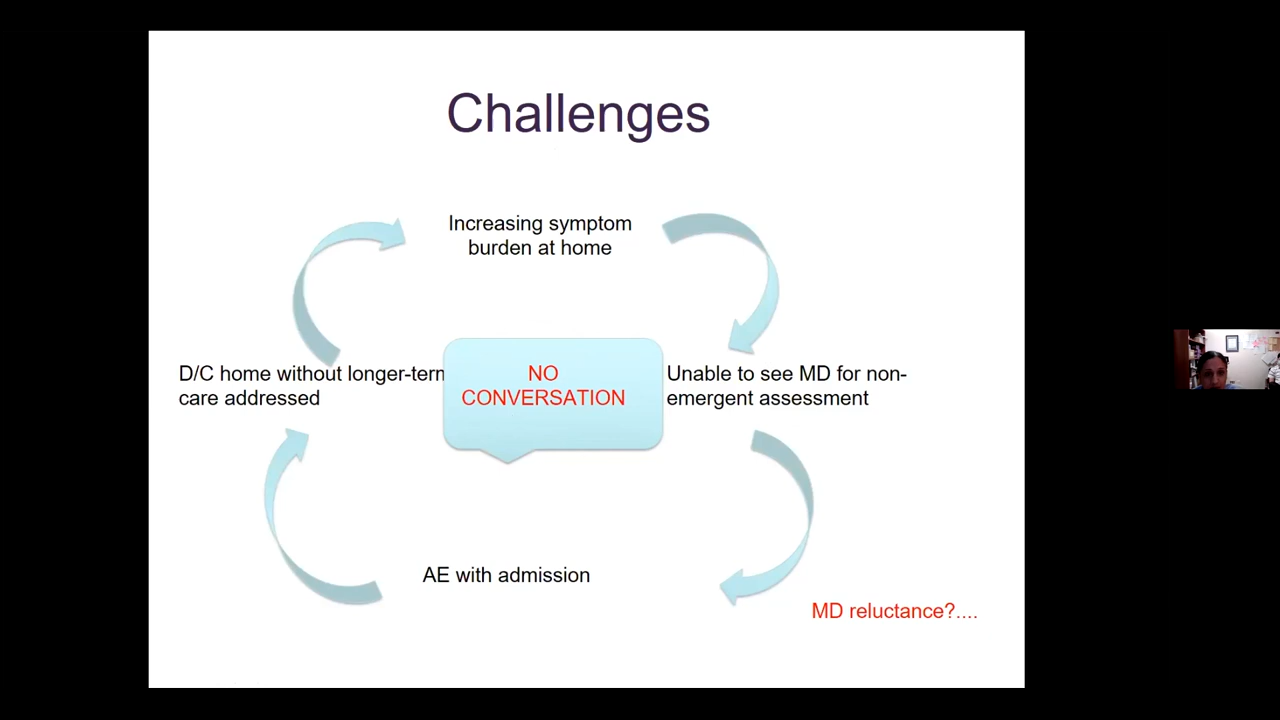 Challenges
Increasing symptom
burden at home
D/C home without longer-term
care addressed
NO
CONVERSATION
Unable to see MD for non-
emergent assessment
AE with admission
MD reluctance?....